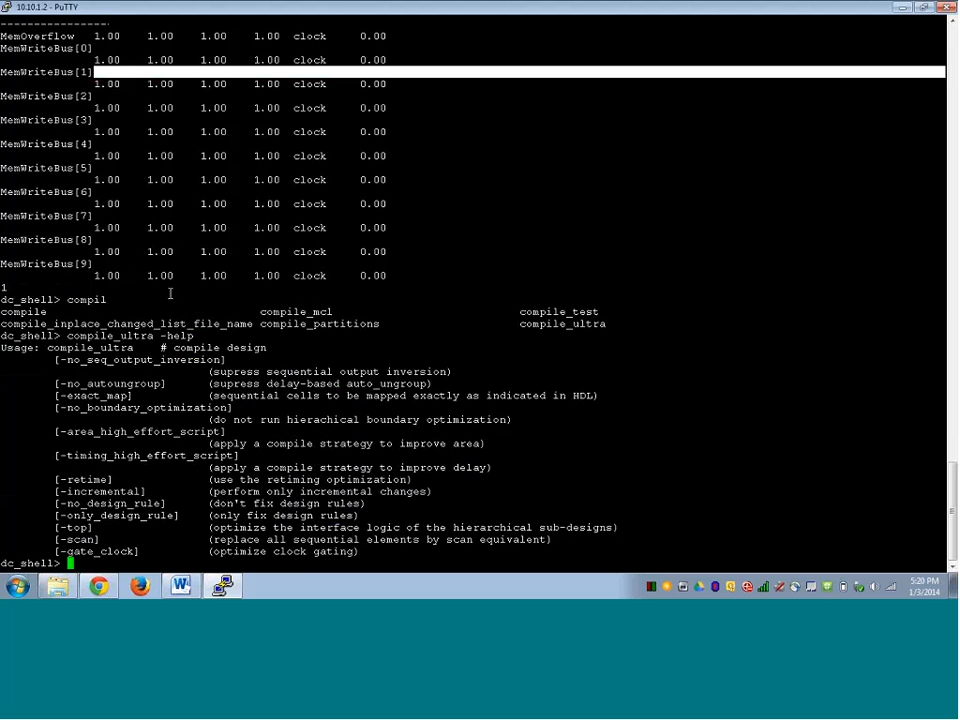 10.10.1.2 - PuTTY
----------------
MemOverflow 1.00 1.00 1.00 1.00 clock 0.00
MemWriteBus[0]
1.00 1.00 1.00 1.00 clock 0.00
MemWriteBus[1]
1.00 1.00 1.00 1.00 clock 0.00
MemWriteBus[2]
1.00 1.00 1.00 1.00 clock 0.00
MemWriteBus[3]
1.00 1.00 1.00 1.00 clock 0.00
MemWriteBus[4]
1.00 1.00 1.00 1.00 clock 0.00
MemWriteBus[5]
1.00 1.00 1.00 1.00 clock 0.00
MemWriteBus[6]
1.00 1.00 1.00 1.00 clock 0.00
MemWriteBus[7]
1.00 1.00 1.00 1.00 clock 0.00
MemWriteBus[8]
1.00 1.00 1.00 1.00 clock 0.00
MemWriteBus[9]
1.00 1.00 1.00 1.00 clock 0.00
1
dc_shell> compil
compile compile_mcl compile_test
compile_inplace_changed_list_file_name compile_partitions compile_ultra
dc_shell> compile_ultra -help
Usage: compile_ultra # compile design
[-no_seq_output_inversion]
(supress sequential output inversion)
[-no_autoungroup] (supress delay-based auto_ungroup)
[-exact_map] (sequential cells to be mapped exactly as indicated in HDL)
[-no_boundary_optimization]
(do not run hierachical boundary optimization)
[-area_high_effort_script]
(apply a compile strategy to improve area)
[-timing_high_effort_script]
(apply a compile strategy to improve delay)
[-retime] (use the retiming optimization)
[-incremental] (perform only incremental changes)
[-no_design_rule] (don't fix design rules)
[-only_design_rule] (only fix design rules)
[-top] (optimize the interface logic of the hierarchical sub-designs)
[-scan] (replace all sequential elements by scan equivalent)
[-gate_clock] (optimize clock gating)
dc_shell>
5:20 PM
1/3/2014